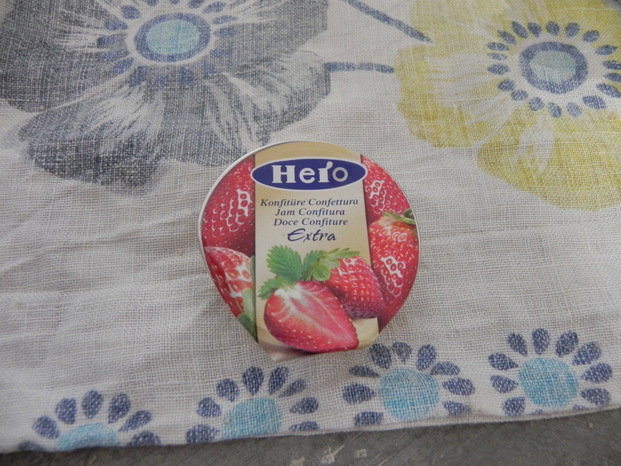 Hero
Konfitüre Confettura
Jam Confitura
Doce Confiture
Extra